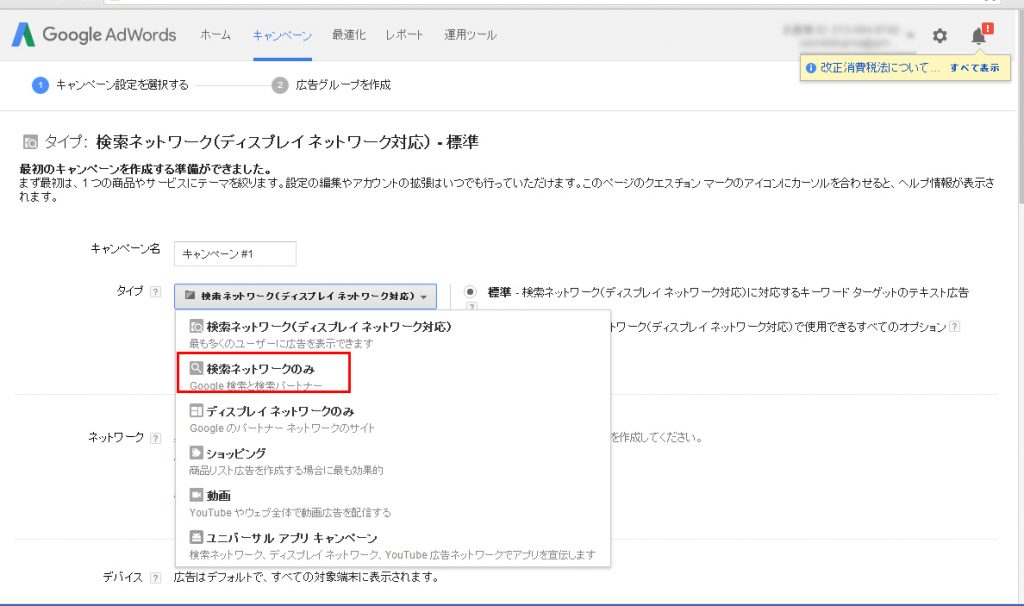 Google AdWords ホーム キャンペーン 最適化 レポート 運用ツール
!
改正消費税法について... すべて表示
1 キャンペーン設定を選択する 2 広告グループを作成
タイプ: 検索ネットワーク(ディスプレイ ネットワーク対応) - 標準
最初のキャンペーンを作成する準備ができました。
まず最初は、1 つの商品やサービスにテーマを絞ります。設定の編集やアカウントの拡張はいつでも行っていただけます。このページのクエスチョン マークのアイコンにカーソルを合わせると、ヘルプ情報が表示さ
れます。
キャンペーン名 キャンペーン #1
タイプ ? 検索ネットワーク(ディスプレイ ネットワーク対応) 標準 - 検索ネットワーク(ディスプレイ ネットワーク対応)に対応するキーワード ターゲットのテキスト広告
?
検索ネットワーク(ディスプレイ ネットワーク対応) トワーク(ディスプレイ ネットワーク対応)で使用できるすべてのオプション ?
最も多くのユーザーに広告を表示できます
検索ネットワークのみ
Google 検索と検索パートナー
ディスプレイ ネットワークのみ
Google のパートナー ネットワークのサイト
ネットワーク ? を作成してください。
ショッピング
商品リスト広告を作成する場合に最も効果的
動画
YouTube やウェブ全体で動画広告を配信する
ユニバーサル アプリ キャンペーン
検索ネットワーク、ディスプレイ ネットワーク、YouTube 広告ネットワークでアプリを宣伝します
デバイス ? 広告はデフォルトで、すべての対象端末に表示されます。